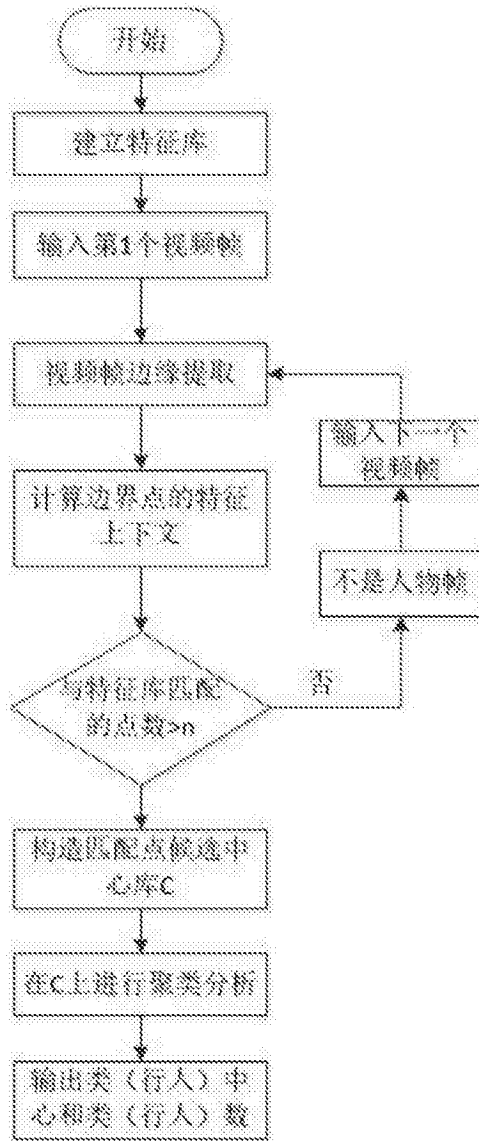 开始
建立特征库
输入第1个视频帧
视频帧边缘提取
输入下一个
视频帧
计算边界点的特征
上下文
不是人物帧
与特征库匹配
的点数>n
否
构造匹配点候选中
心库C
在C上进行聚类分析
输出类（行人）中
心和类（行人）数